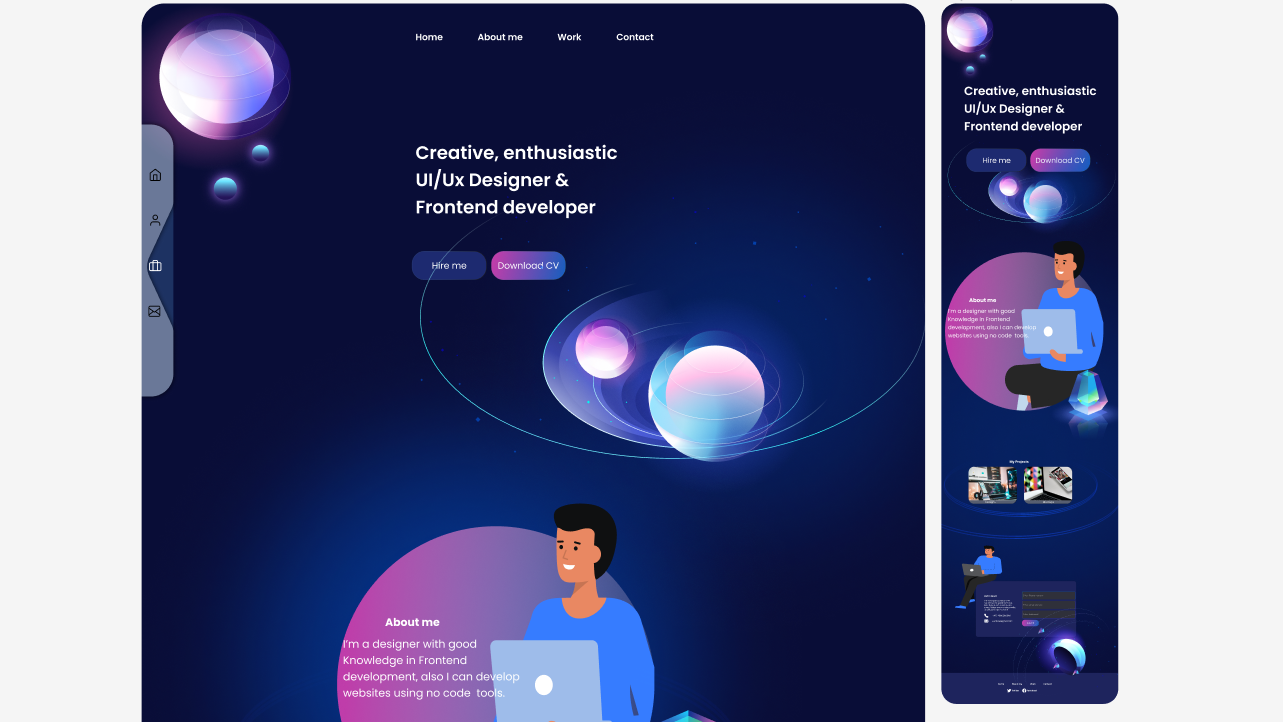 Home About me Work Contact
Creative, enthusiastic
UI/Ux Designer &
Frontend developer
Hire me Download CV
About me
I'm a designer with good
Knowledge in Frontend
development, also I can develop
websites using no code tools.
Creative, enthusiastic
UI/Ux Designer &
Frontend developer
Hire me Download CV
About me
I'm a designer with good
Knowledge in Frontend
development, also I can develop
websites using no code tools.
My Projects